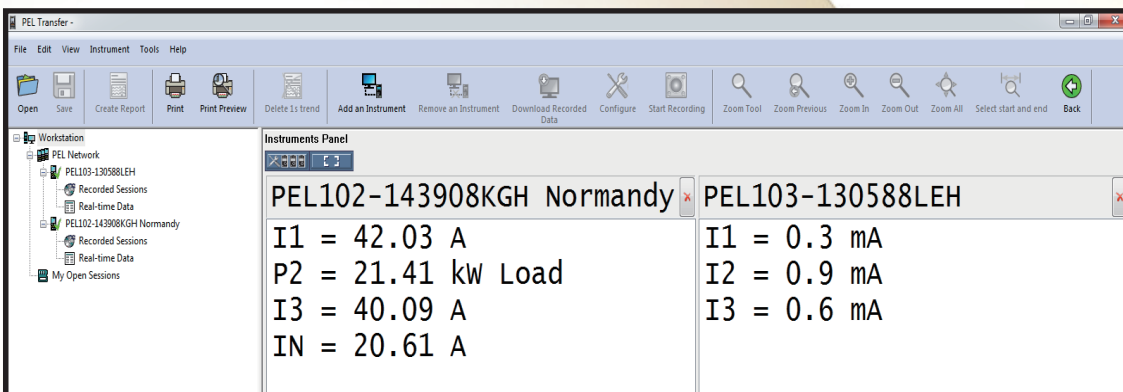 PEL Transfer -
File Edit View Instrument Tools Help
Open Save Create Report Print Print Preview Delete 1s trend Add an Instrument Remove an Instrument Download Recorded Data Configure Start Recording Zoom Tool Zoom Previous Zoom In Zoom Out Zoom All Select start and end Back
Workstation
PEL Network
PEL103-130588LEH
Recorded Sessions
Real-time Data
PEL102-143908KGH Normandy
Recorded Sessions
Real-time Data
My Open Sessions
Instruments Panel
PEL102-143908KGH Normandy
I1 = 42.03 A
P2 = 21.41 kW Load
I3 = 40.09 A
IN = 20.61 A
PEL103-130588LEH
I1 = 0.3 mA
I2 = 0.9 mA
I3 = 0.6 mA